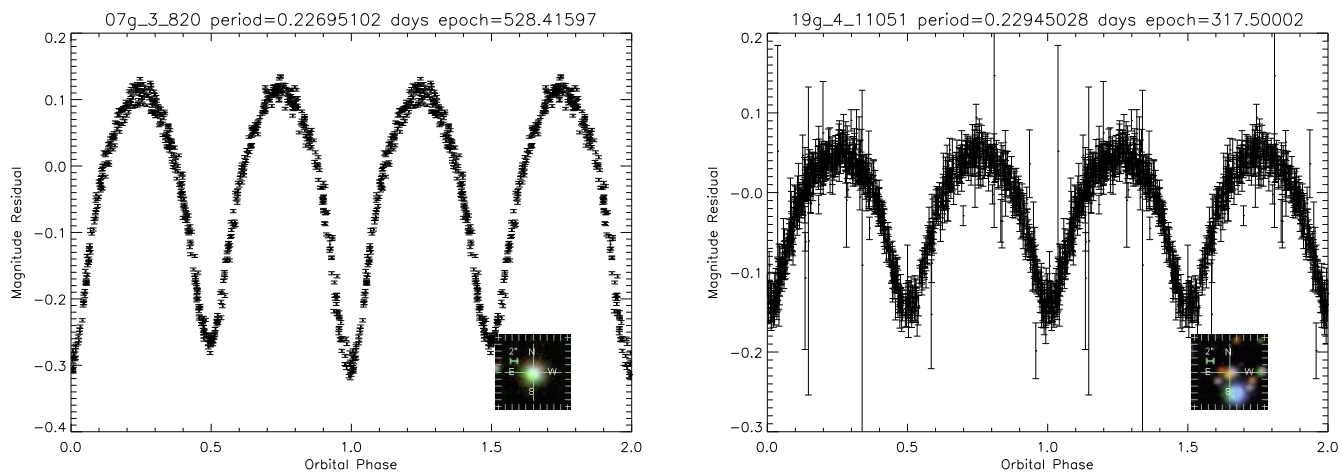 07g_3_820 period=0.22695102 days epoch=528.41597
0.2
0.1
0.0
−0.1
−0.2
−0.3
−0.4
Magnitude Residual
0.0 0.5 1.0 1.5 2.0
Orbital Phase
2"
N
E W
S
19g_4_11051 period=0.22945028 days epoch=317.50002
0.2
0.1
−0.0
−0.1
−0.2
−0.3
Magnitude Residual
0.0 0.5 1.0 1.5 2.0
Orbital Phase
2"
N
E W
S